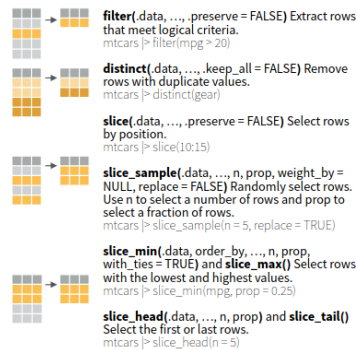 filter(.data, …, .preserve = FALSE) Extract rows
that meet logical criteria.
mtcars |> filter(mpg > 20)
distinct(.data, …, .keep_all = FALSE) Remove
rows with duplicate values.
mtcars |> distinct(gear)
slice(.data, …, .preserve = FALSE) Select rows
by position.
mtcars |> slice(10:15)
slice_sample(.data, …, n, prop, weight_by =
NULL, replace = FALSE) Randomly select rows.
Use n to select a number of rows and prop to
select a fraction of rows.
mtcars |> slice_sample(n = 5, replace = TRUE)
slice_min(.data, order_by, …, n, prop,
with_ties = TRUE) and slice_max() Select rows
with the lowest and highest values.
mtcars |> slice_min(mpg, prop = 0.25)
slice_head(.data, …, n, prop) and slice_tail()
Select the first or last rows.
mtcars |> slice_head(n = 5)